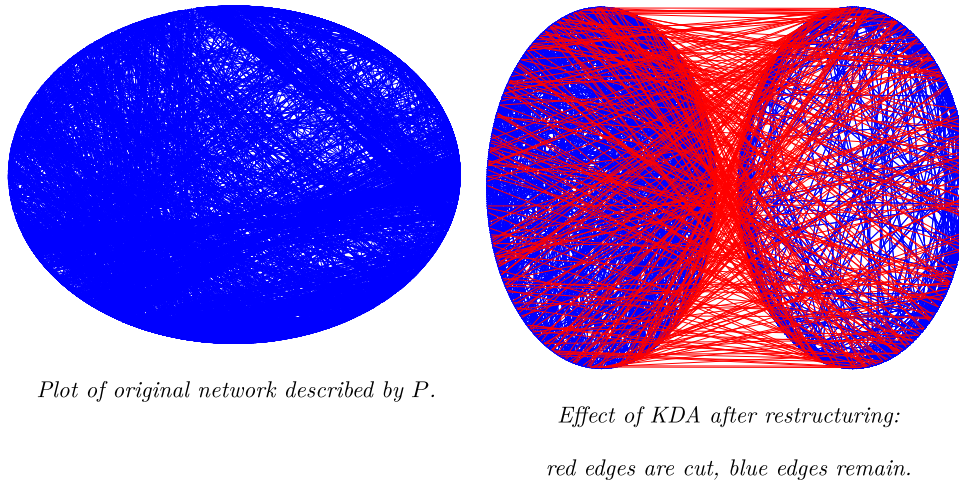 Plot of original network described by P.
Effect of KDA after restructuring:
red edges are cut, blue edges remain.